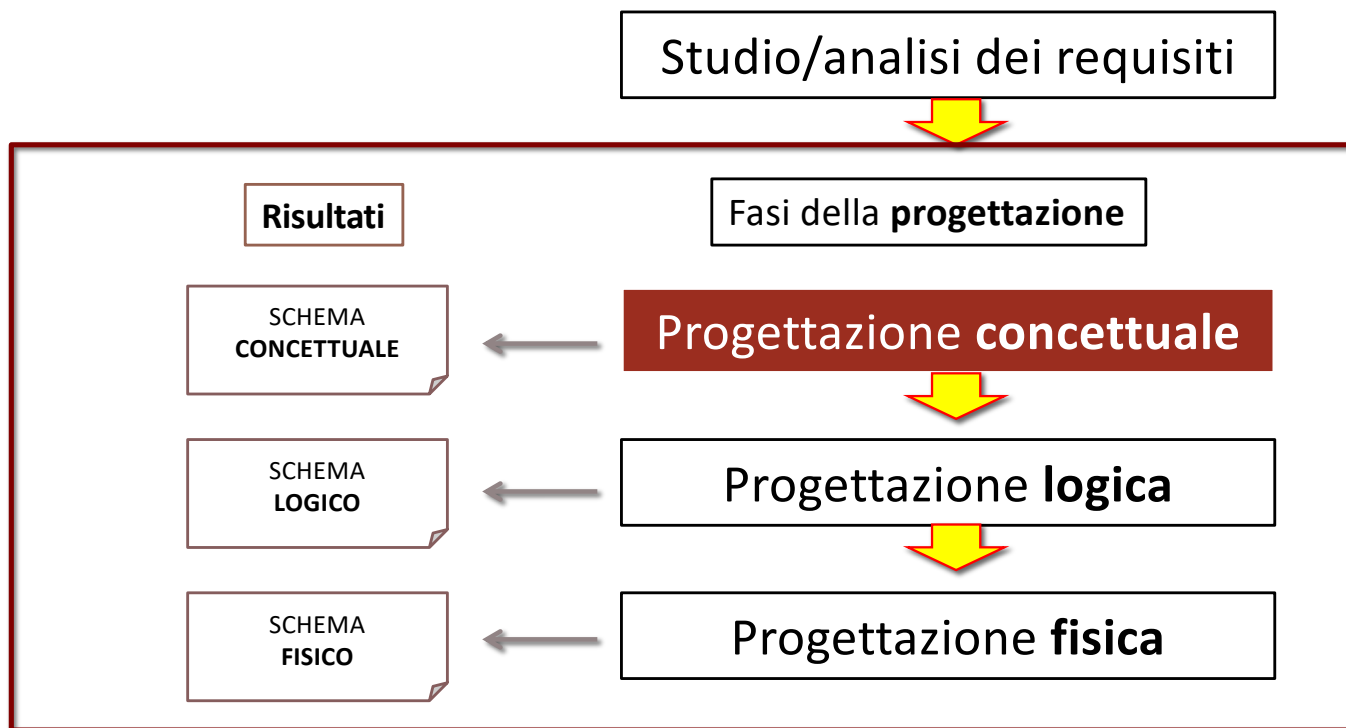 Studio/analisi dei requisiti
Risultati
Fasi della progettazione
SCHEMA
CONCETTUALE
Progettazione concettuale
SCHEMA
LOGICO
Progettazione logica
SCHEMA
FISICO
Progettazione fisica